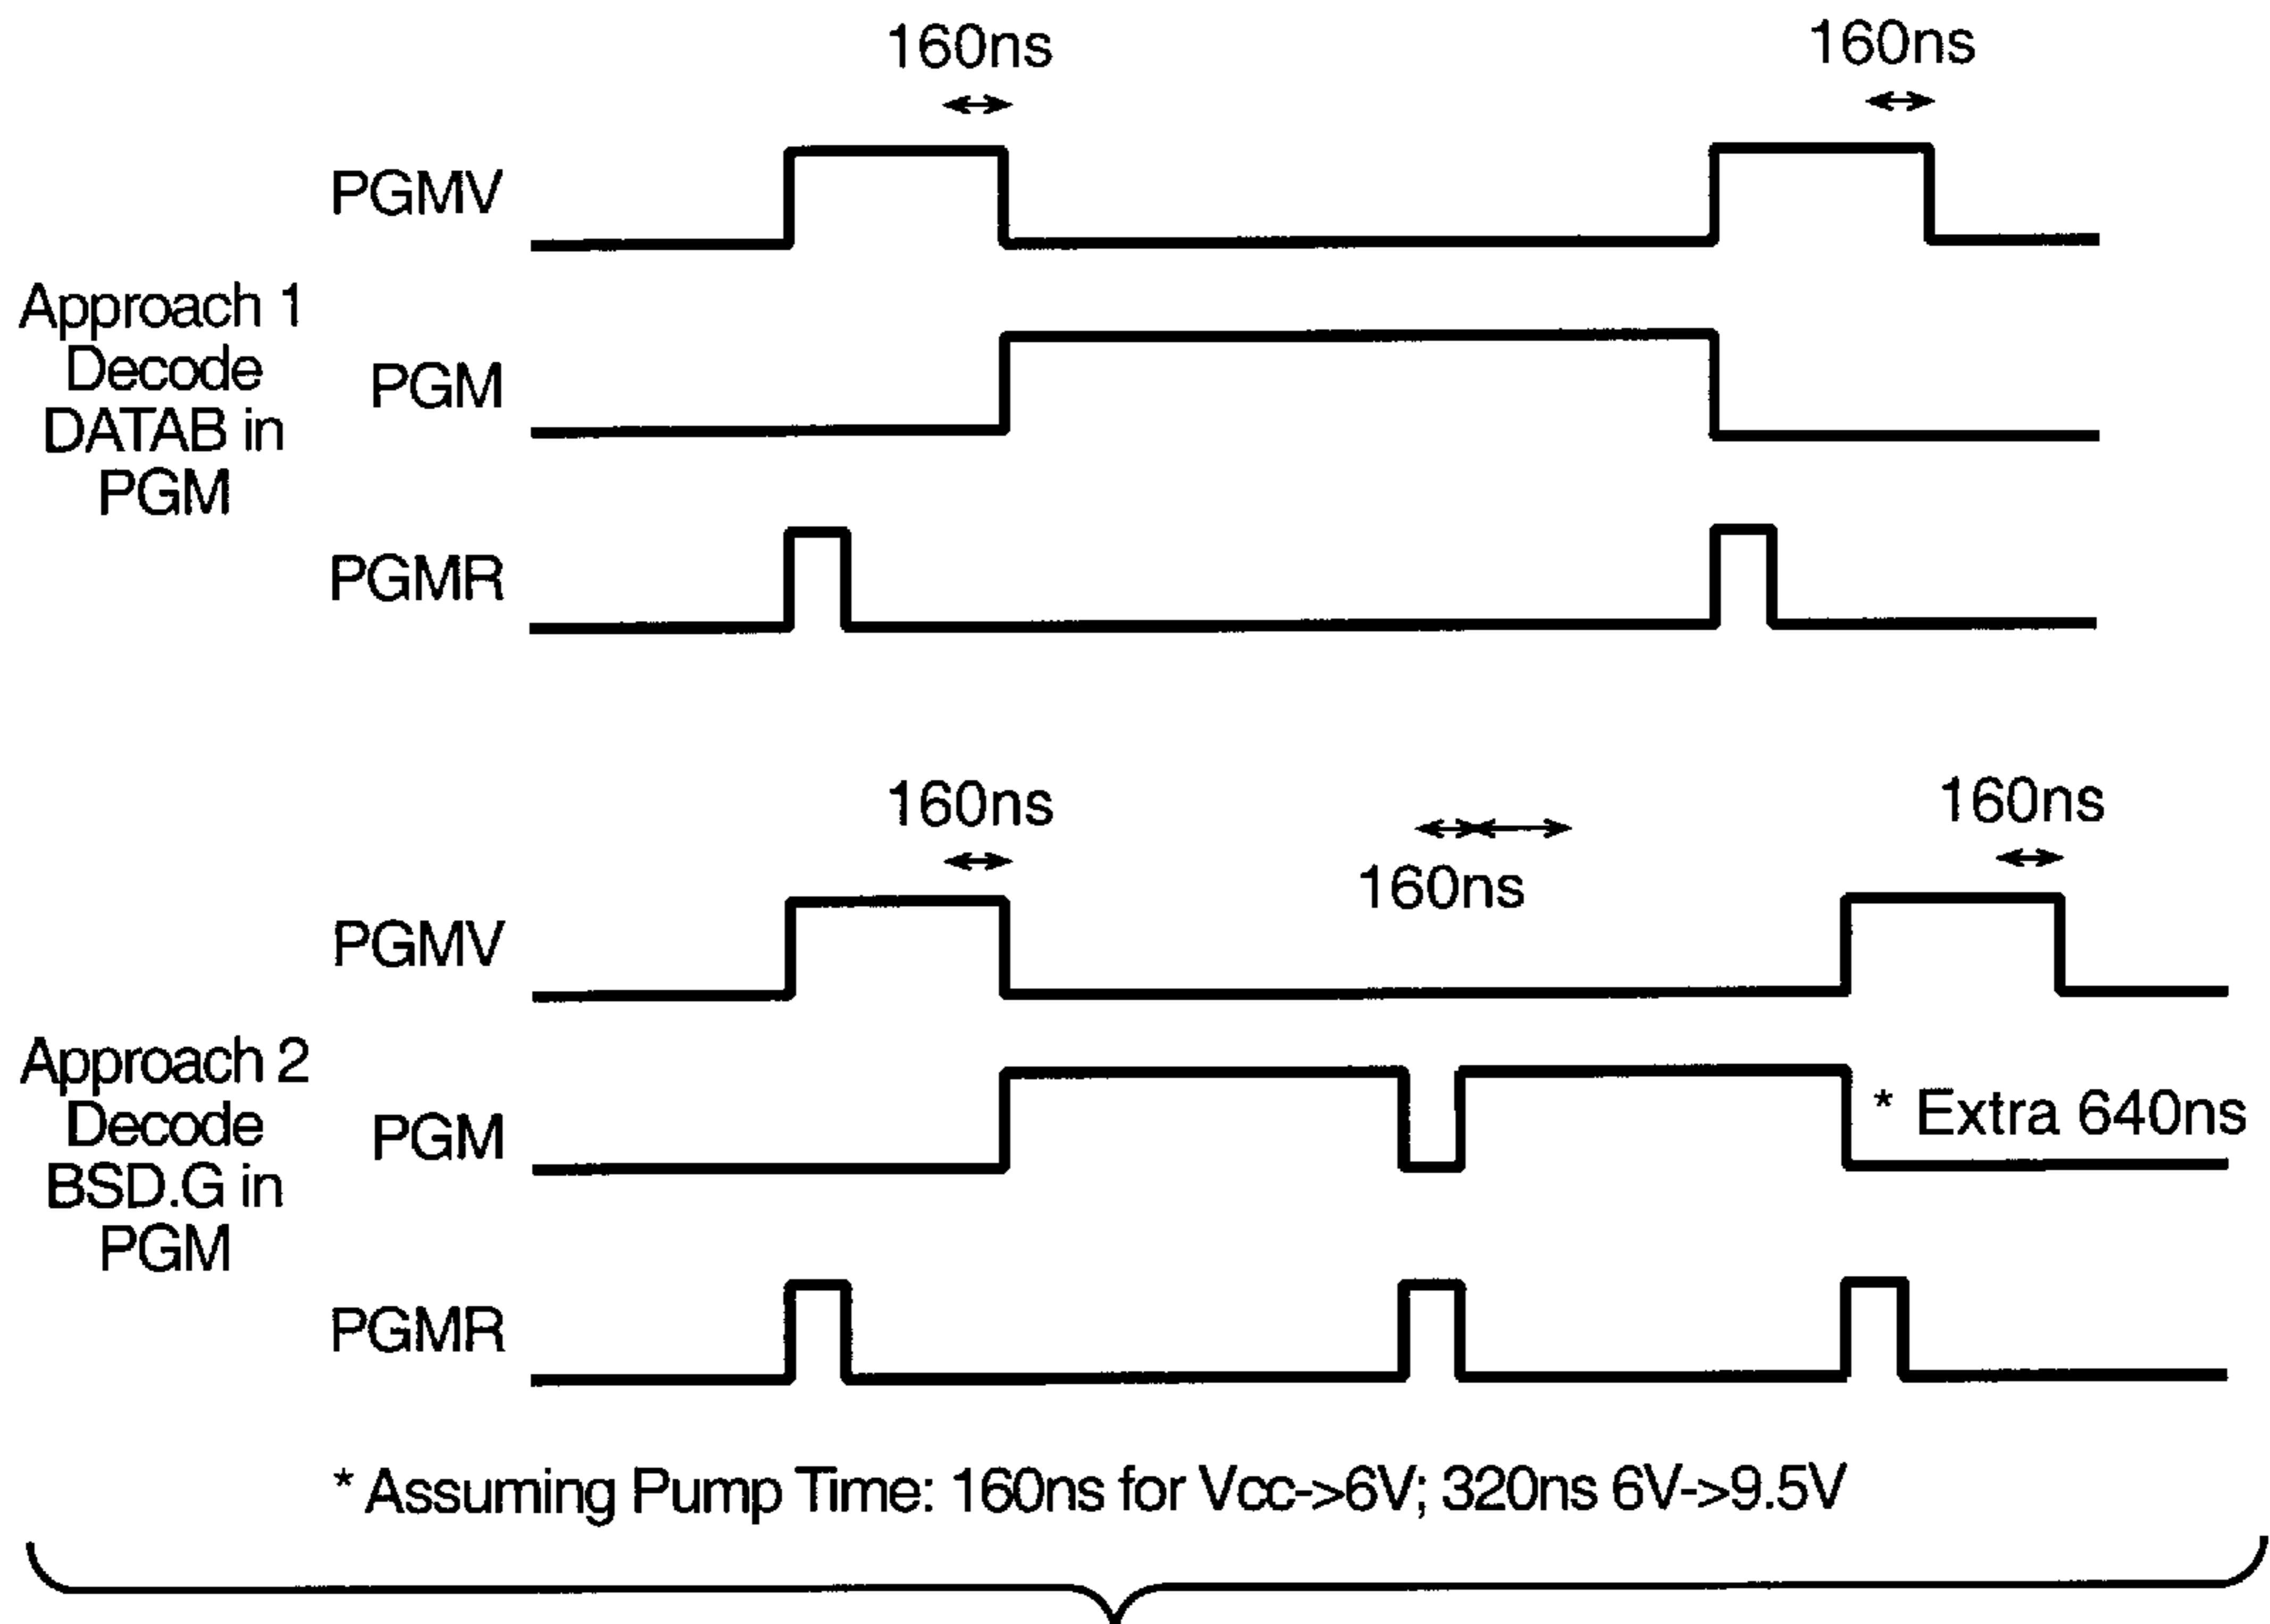 160ns
160ns
PGMV
Approach 1
Decode
DATAB in
PGM
PGM
PGMR
160ns
160ns
160ns
PGMV
Approach 2
Decode
BSD.G in
PGM
PGM
* Extra 640ns
PGMR
* Assuming Pump Time: 160ns for Vcc->6V; 320ns 6V->9.5V